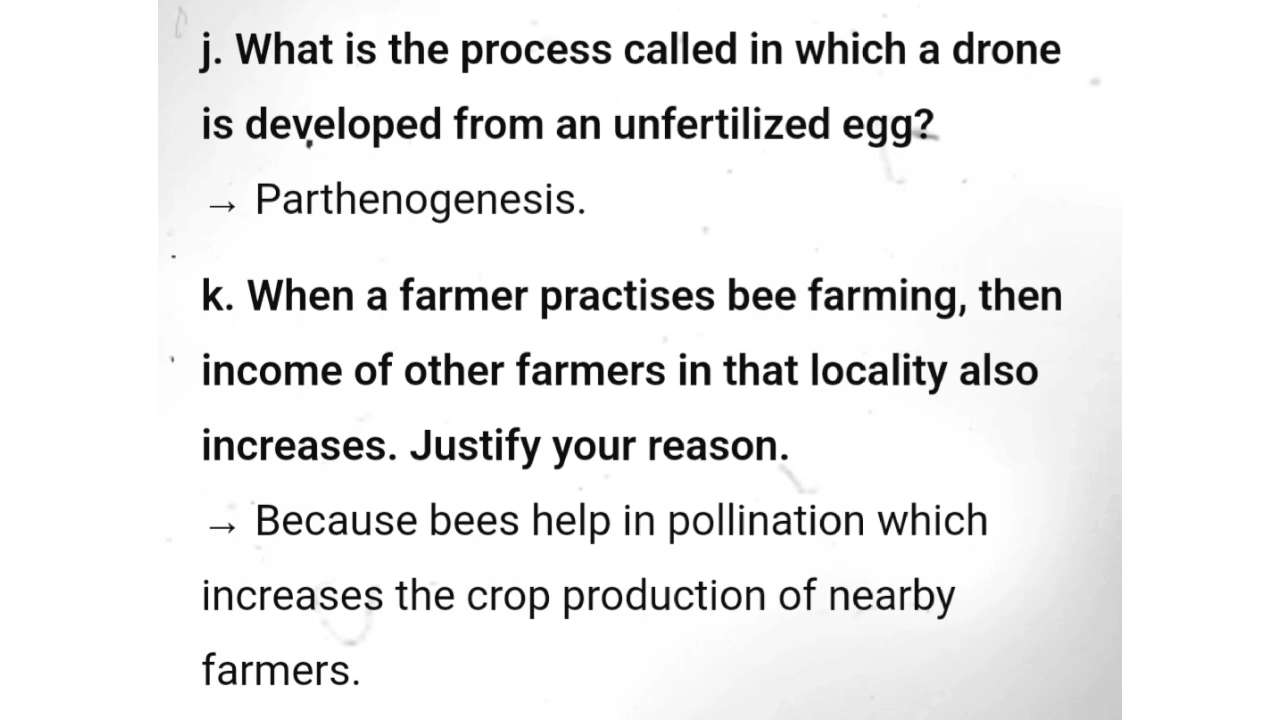 j. What is the process called in which a drone
is developed from an unfertilized egg?
→ Parthenogenesis.
k. When a farmer practises bee farming, then
income of other farmers in that locality also
increases. Justify your reason.
→ Because bees help in pollination which
increases the crop production of nearby
farmers.